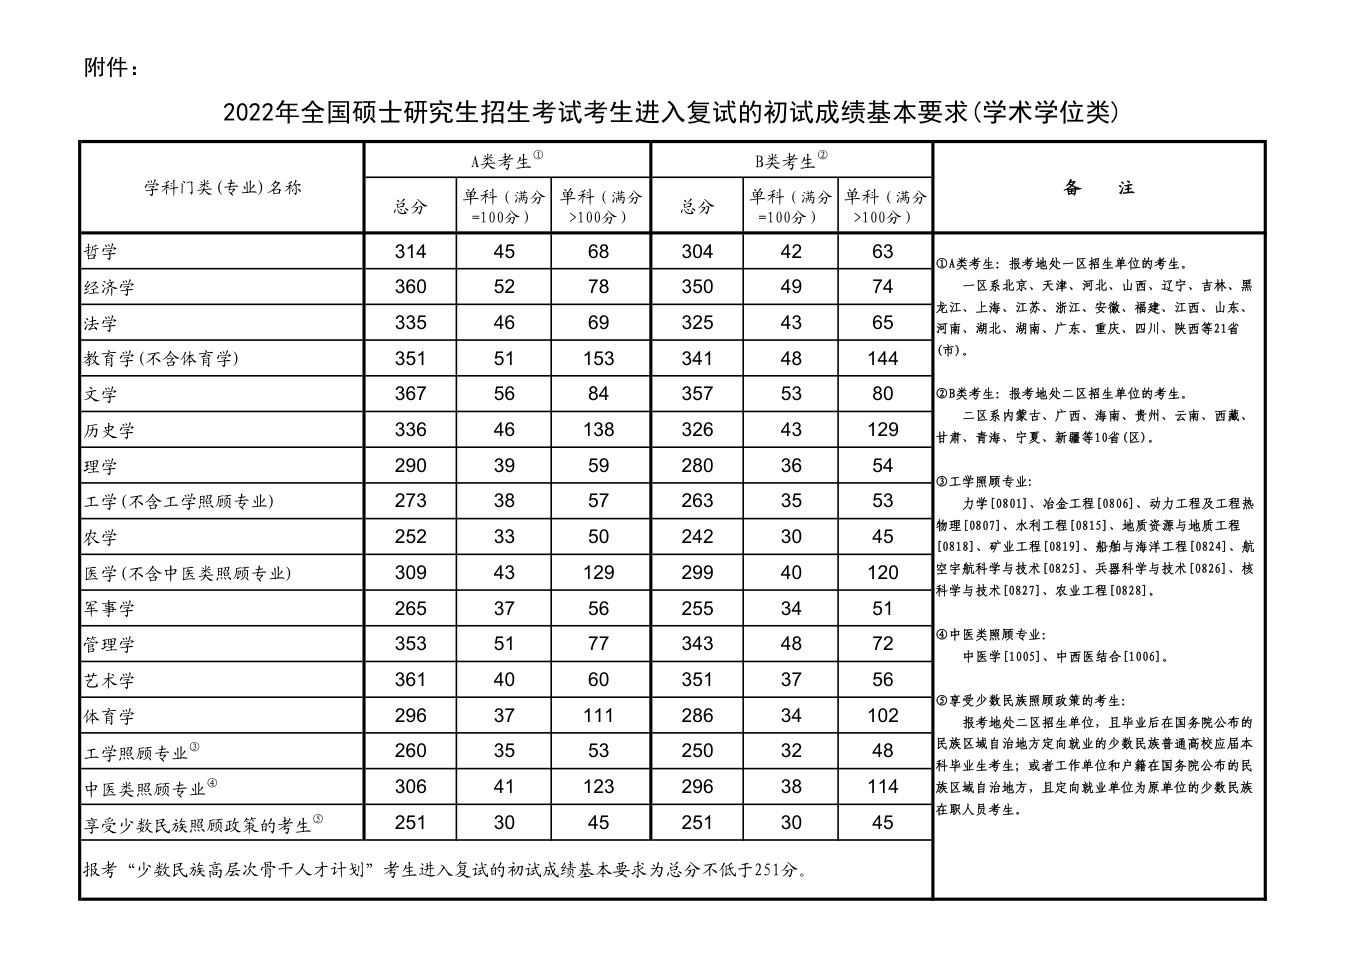 附件：
2022年全国硕士研究生招生考试考生进入复试的初试成绩基本要求(学术学位类)
学科门类(专业)名称 A类考生① B类考生② 备 注
总分 单科（满分=100分） 单科（满分>100分） 总分 单科（满分=100分） 单科（满分>100分）
哲学 314 45 68 304 42 63
经济学 360 52 78 350 49 74
法学 335 46 69 325 43 65
教育学(不含体育学) 351 51 153 341 48 144
文学 367 56 84 357 53 80
历史学 336 46 138 326 43 129
理学 290 39 59 280 36 54
工学(不含工学照顾专业) 273 38 57 263 35 53
农学 252 33 50 242 30 45
医学(不含中医类照顾专业) 309 43 129 299 40 120
军事学 265 37 56 255 34 51
管理学 353 51 77 343 48 72
艺术学 361 40 60 351 37 56
体育学 296 37 111 286 34 102
工学照顾专业③ 260 35 53 250 32 48
中医类照顾专业④ 306 41 123 296 38 114
享受少数民族照顾政策的考生⑤ 251 30 45 251 30 45
报考“少数民族高层次骨干人才计划”考生进入复试的初试成绩基本要求为总分不低于251分。
①A类考生：报考地处一区招生单位的考生。
一区系北京、天津、河北、山西、辽宁、吉林、黑
龙江、上海、江苏、浙江、安徽、福建、江西、山东、
河南、湖北、湖南、广东、重庆、四川、陕西等21省
(市)。
②B类考生：报考地处二区招生单位的考生。
二区系内蒙古、广西、海南、贵州、云南、西藏、
甘肃、青海、宁夏、新疆等10省(区)。
③工学照顾专业：
力学[0801]、冶金工程[0806]、动力工程及工程热
物理[0807]、水利工程[0815]、地质资源与地质工程
[0818]、矿业工程[0819]、船舶与海洋工程[0824]、航
空宇航科学与技术[0825]、兵器科学与技术[0826]、核
科学与技术[0827]、农业工程[0828]。
④中医类照顾专业：
中医学[1005]、中西医结合[1006]。
⑤享受少数民族照顾政策的考生：
报考地处二区招生单位，且毕业后在国务院公布的
民族区域自治地方定向就业的少数民族普通高校应届本
科毕业生考生；或者工作单位和户籍在国务院公布的民
族区域自治地方，且定向就业单位为原单位的少数民族
在职人员考生。